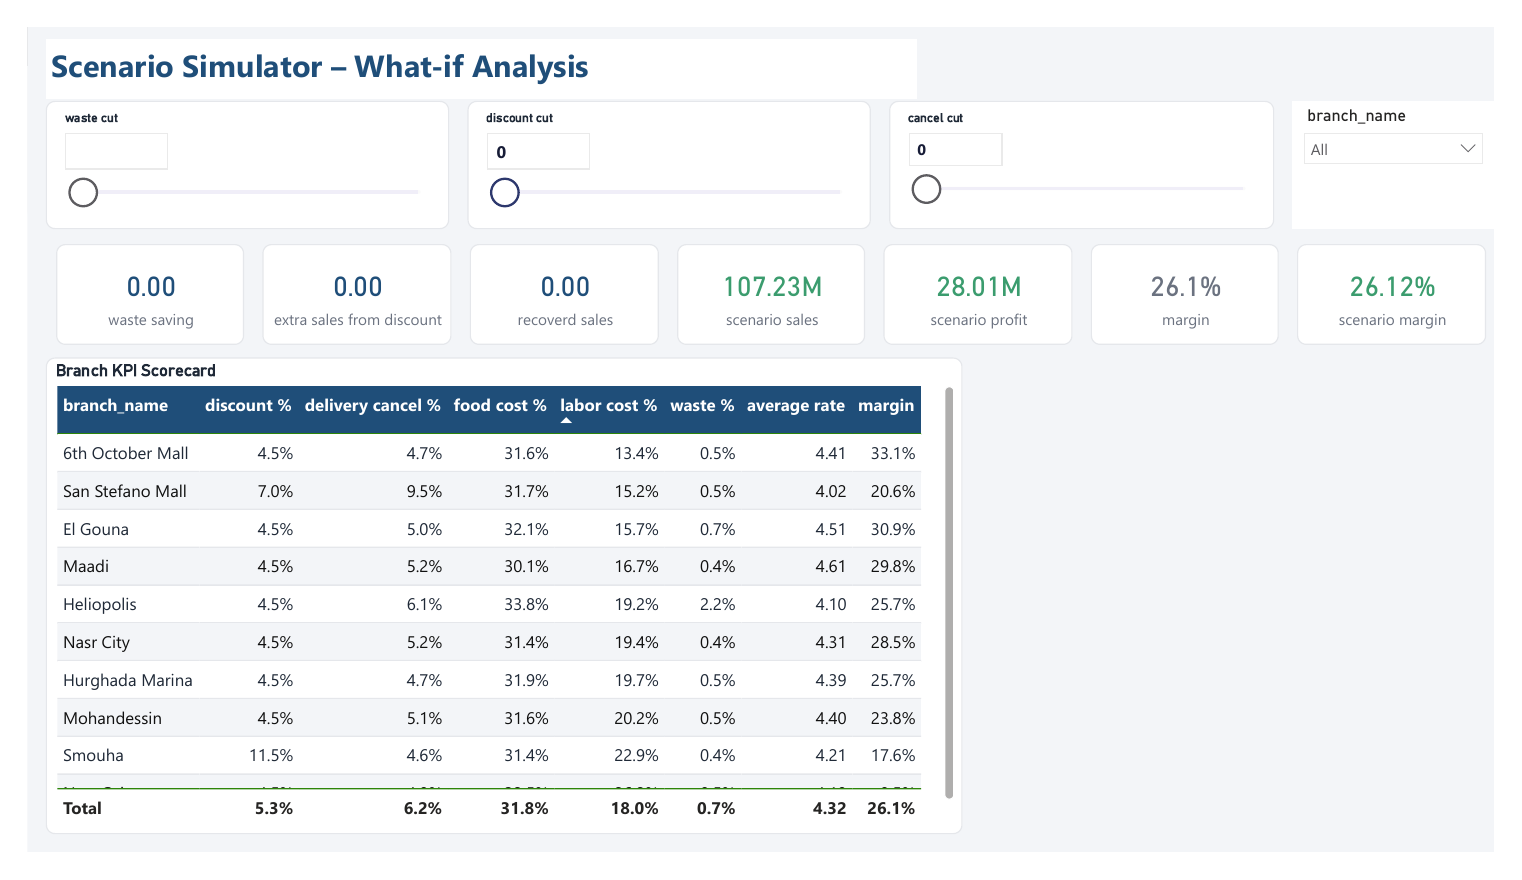 Scenario Simulator – What-if Analysis
waste cut
discount cut
0
cancel cut
0
branch_name
All
0.00
waste saving
0.00
extra sales from discount
0.00
recoverd sales
107.23M
scenario sales
28.01M
scenario profit
26.1%
margin
26.12%
scenario margin
Branch KPI Scorecard
branch_name discount % delivery cancel % food cost % labor cost % waste % average rate margin
6th October Mall 4.5% 4.7% 31.6% 13.4% 0.5% 4.41 33.1%
San Stefano Mall 7.0% 9.5% 31.7% 15.2% 0.5% 4.02 20.6%
El Gouna 4.5% 5.0% 32.1% 15.7% 0.7% 4.51 30.9%
Maadi 4.5% 5.2% 30.1% 16.7% 0.4% 4.61 29.8%
Heliopolis 4.5% 6.1% 33.8% 19.2% 2.2% 4.10 25.7%
Nasr City 4.5% 5.2% 31.4% 19.4% 0.4% 4.31 28.5%
Hurghada Marina 4.5% 4.7% 31.9% 19.7% 0.5% 4.39 25.7%
Mohandessin 4.5% 5.1% 31.6% 20.2% 0.5% 4.40 23.8%
Smouha 11.5% 4.6% 31.4% 22.9% 0.4% 4.21 17.6%
Total 5.3% 6.2% 31.8% 18.0% 0.7% 4.32 26.1%